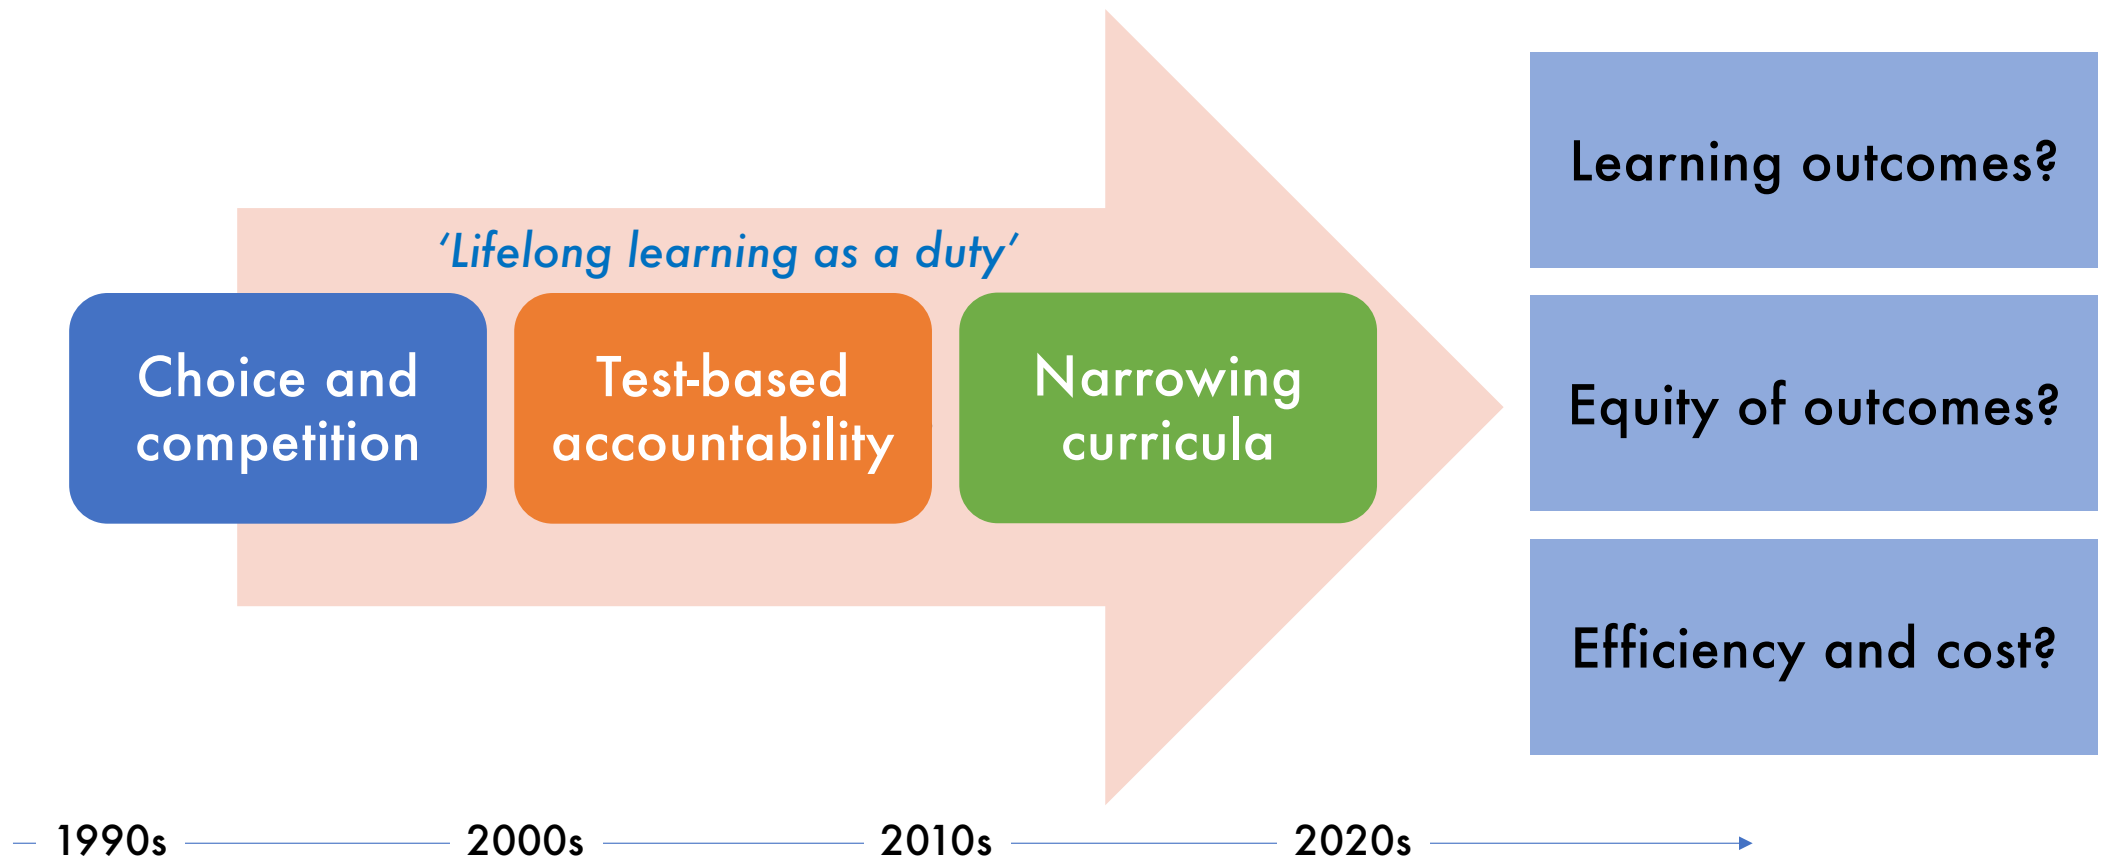 ‘Lifelong learning as a duty’
Choice and
competition
Test-based
accountability
Narrowing
curricula
Learning outcomes?
Equity of outcomes?
Efficiency and cost?
1990s
2000s
2010s
2020s